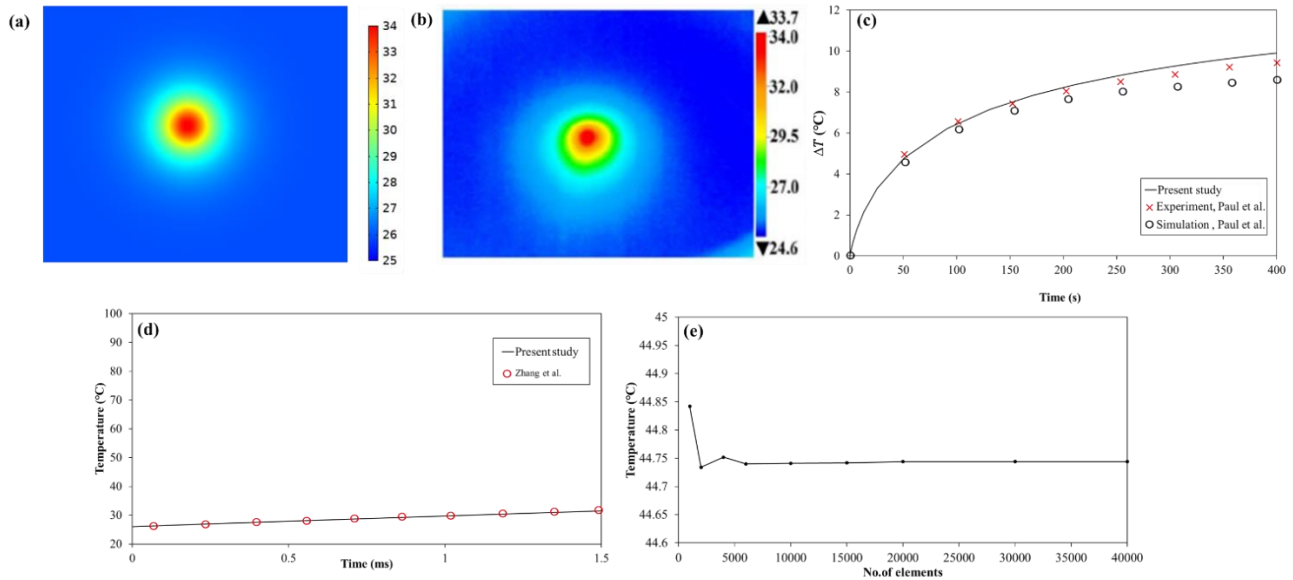 (a)
34
33
32
31
30
29
28
27
26
25
(b)
▲33.7
34.0
32.0
29.5
27.0
▼24.6
(c)
12
10
8
6
4
2
0
ΔT (°C)
Present study
Experiment, Paul et al.
Simulation , Paul et al.
0 50 100 150 200 250 300 350 400
Time (s)
(d)
100
90
80
70
60
50
40
30
20
Temperature (°C)
Present study
Zhang et al.
0 0.5 1 1.5
Time (ms)
(e)
45
44.95
44.9
44.85
44.8
44.75
44.7
44.65
44.6
Temperature (°C)
0 5000 10000 15000 20000 25000 30000 35000 40000
No.of elements